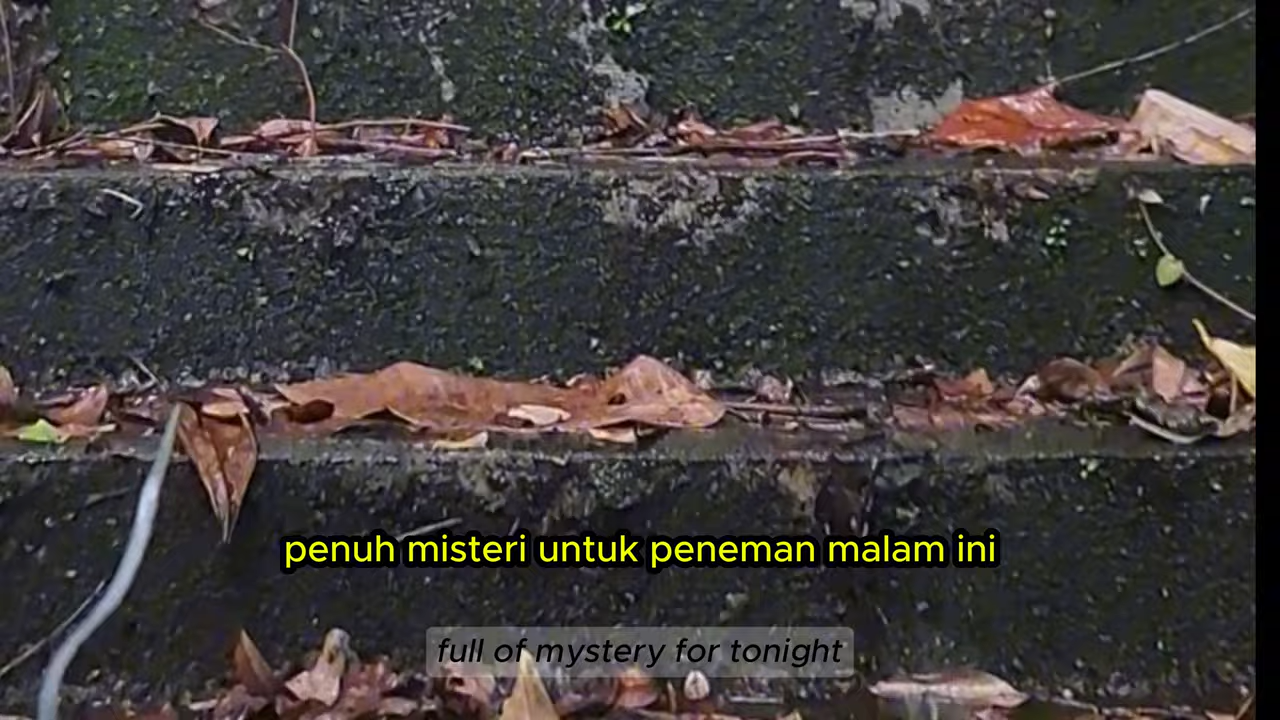 penuh misteri untuk peneman malam ini
full of mystery for tonight